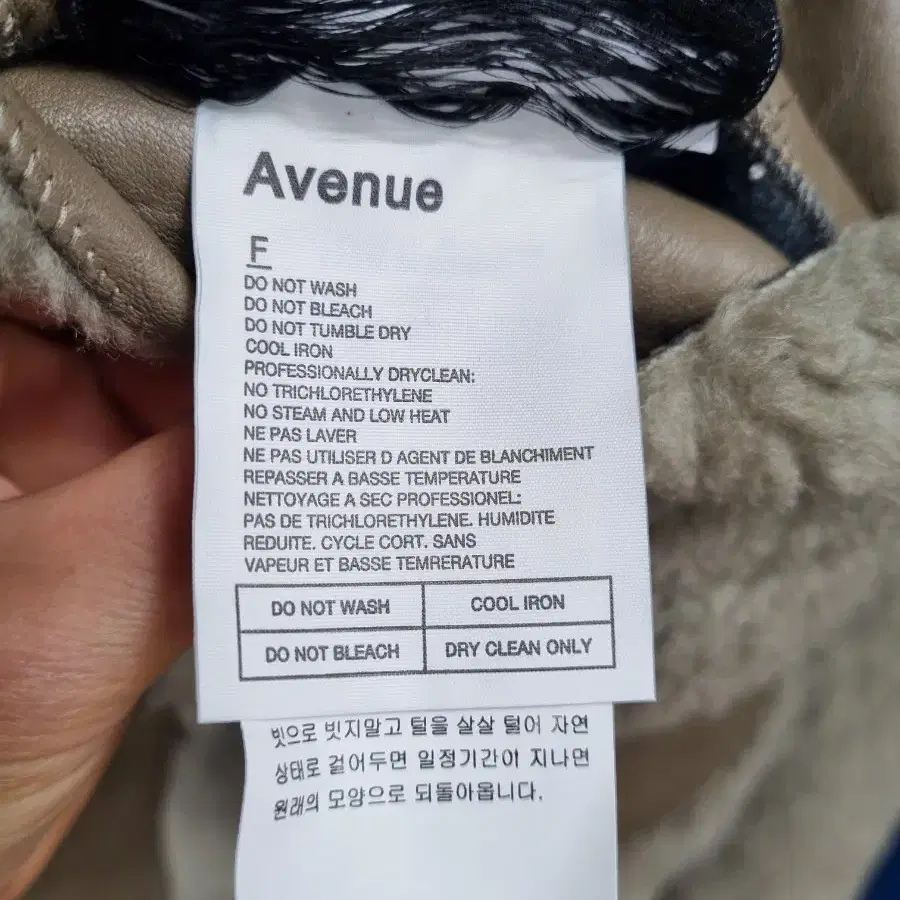 Avenue
F
DO NOT WASH
DO NOT BLEACH
DO NOT TUMBLE DRY
COOL IRON
PROFESSIONALLY DRYCLEAN:
NO TRICHLORETHYLENE
NO STEAM AND LOW HEAT
NE PAS LAVER
NE PAS UTILISER D AGENT DE BLANCHIMENT
REPASSER A BASSE TEMPERATURE
NETTOYAGE A SEC PROFESSIONEL:
PAS DE TRICHLORETHYLENE. HUMIDITE
REDUITE. CYCLE CORT. SANS
VAPEUR ET BASSE TEMRERATURE
DO NOT WASH COOL IRON
DO NOT BLEACH DRY CLEAN ONLY
빗으로 빗지말고 털을 살살 털어 자연
상태로 걸어두면 일정기간이 지나면
원래의 모양으로 되돌아옵니다.